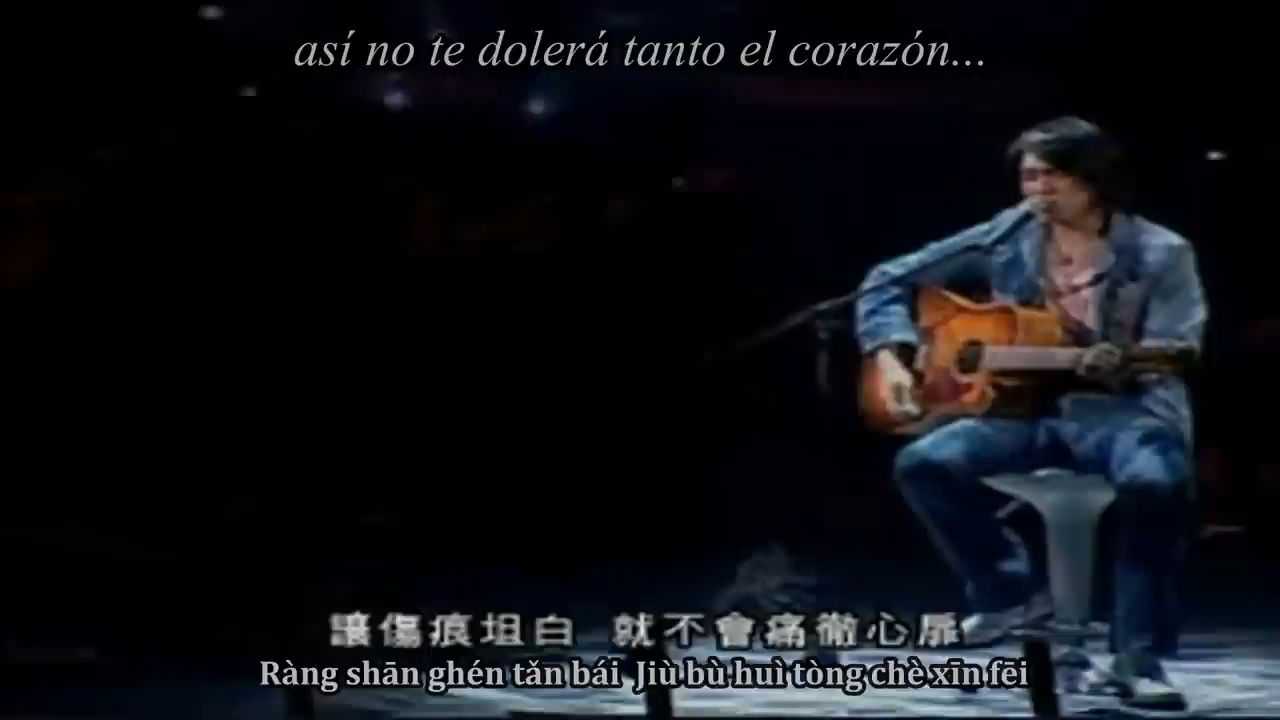 así no te dolerá tanto el corazón...
讓傷痕坦白 就不會痛徹心扉
Ràng shān ghén tǎn bái Jiù bù huì tòng chè xīn fēi